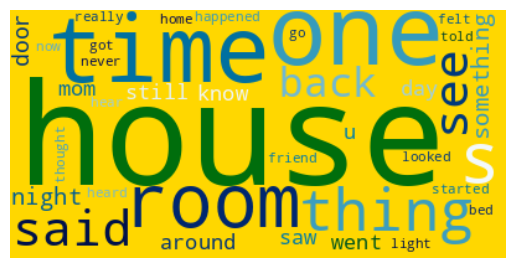 door
really
home
happened
felt
now
got
never
time
go
one
told
something
mom
still
know
back
day
see
hear
house
u
s
thought
friend
looked
night
heard
room
thing
started
bed
said
around
saw
went
light